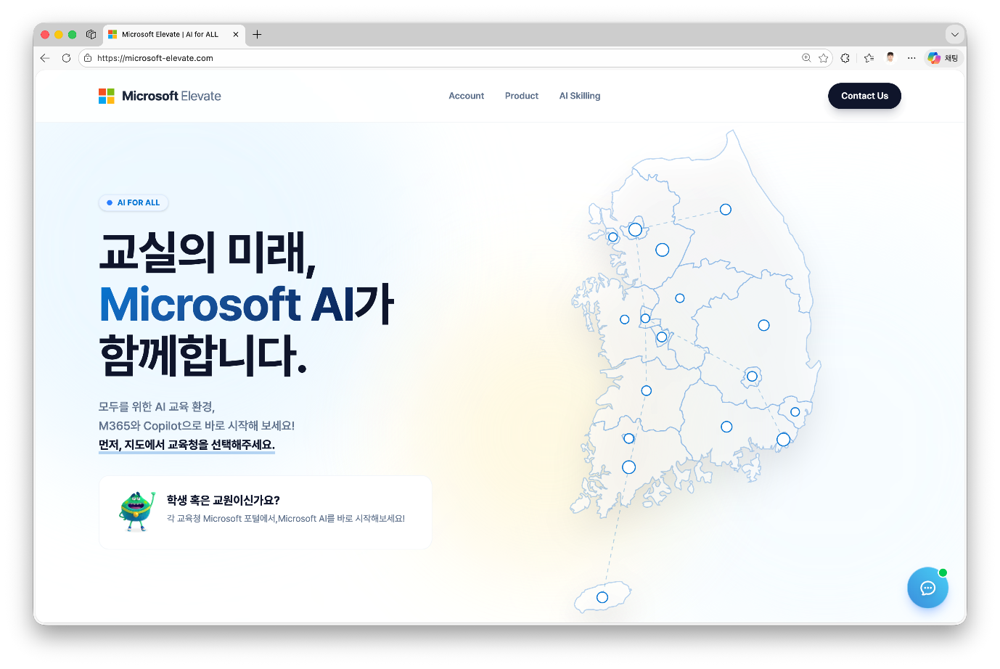 Microsoft Elevate | AI for ALL
https://microsoft-elevate.com
채팅
Microsoft Elevate
Account
Product
AI Skilling
Contact Us
AI FOR ALL
교실의 미래,
Microsoft AI가
함께합니다.
모두를 위한 AI 교육 환경,
M365와 Copilot으로 바로 시작해 보세요!
먼저, 지도에서 교육청을 선택해주세요.
학생 혹은 교원이신가요?
각 교육청 Microsoft 포털에서,Microsoft AI를 바로 시작해보세요!